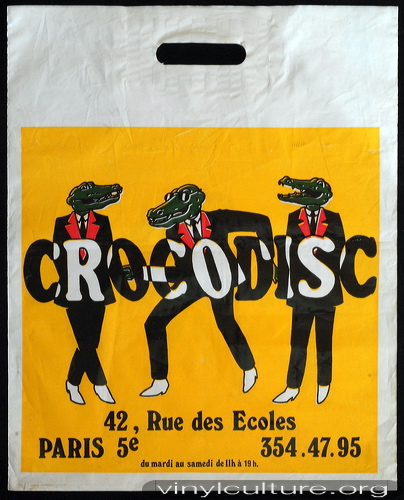 CROCODISC
42, Rue des Ecoles
PARIS 5e 354.47.95
du mardi au samedi de 11h à 19h.
vinylculture.org